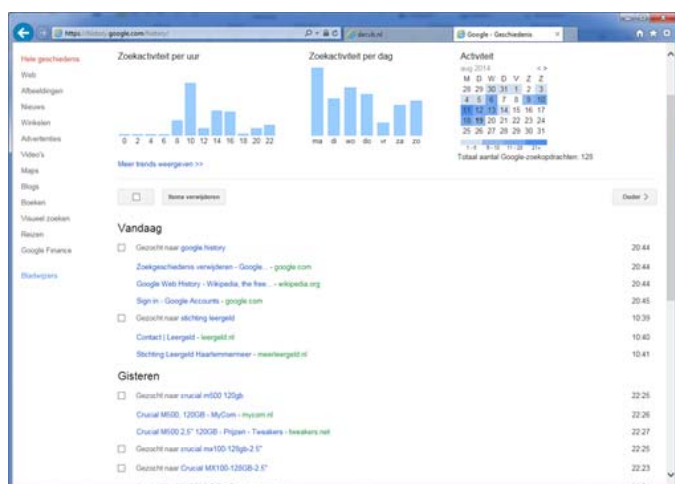 https://history.google.com/history/
dercds.nl
Google - Geschiedenis
Hele geschiedenis
Web
Afbeeldingen
Nieuws
Winkelen
Advertenties
Video's
Maps
Blogs
Boeken
Visueel zoeken
Reizen
Google Finance
Bladwijzers
Zoekactiviteit per uur
0 2 4 6 8 10 12 14 16 18 20 22
Meer trends weergeven >>
Zoekactiviteit per dag
ma di wo do vr za zo
Activiteit
aug 2014 < >
M D W D V Z Z
28 29 30 31 1 2 3
4 5 6 7 8 9 10
11 12 13 14 15 16 17
18 19 20 21 22 23 24
25 26 27 28 29 30 31
Totaal aantal Google-zoekopdrachten: 128
Items verwijderen
Ouder >
Vandaag
Gezocht naar google history 20:44
Zoekgeschiedenis verwijderen - Google... - google.com 20:44
Google Web History - Wikipedia, the free... - wikipedia.org 20:44
Sign in - Google Accounts - google.com 20:45
Gezocht naar stichting leergeld 10:39
Contact | Leergeld - leergeld.nl 10:40
Stichting Leergeld Haarlemmermeer - meerleergeld.nl 10:41
Gisteren
Gezocht naar crucial m500 120gb 22:25
Crucial M500, 120GB - MyCom - mycom.nl 22:26
Crucial M500 2,5" 120GB - Prijzen - Tweakers - tweakers.net 22:27
Gezocht naar crucial mx100-128gb-2.5" 22:25
Gezocht naar Crucial MX100-128GB-2.5" 22:23